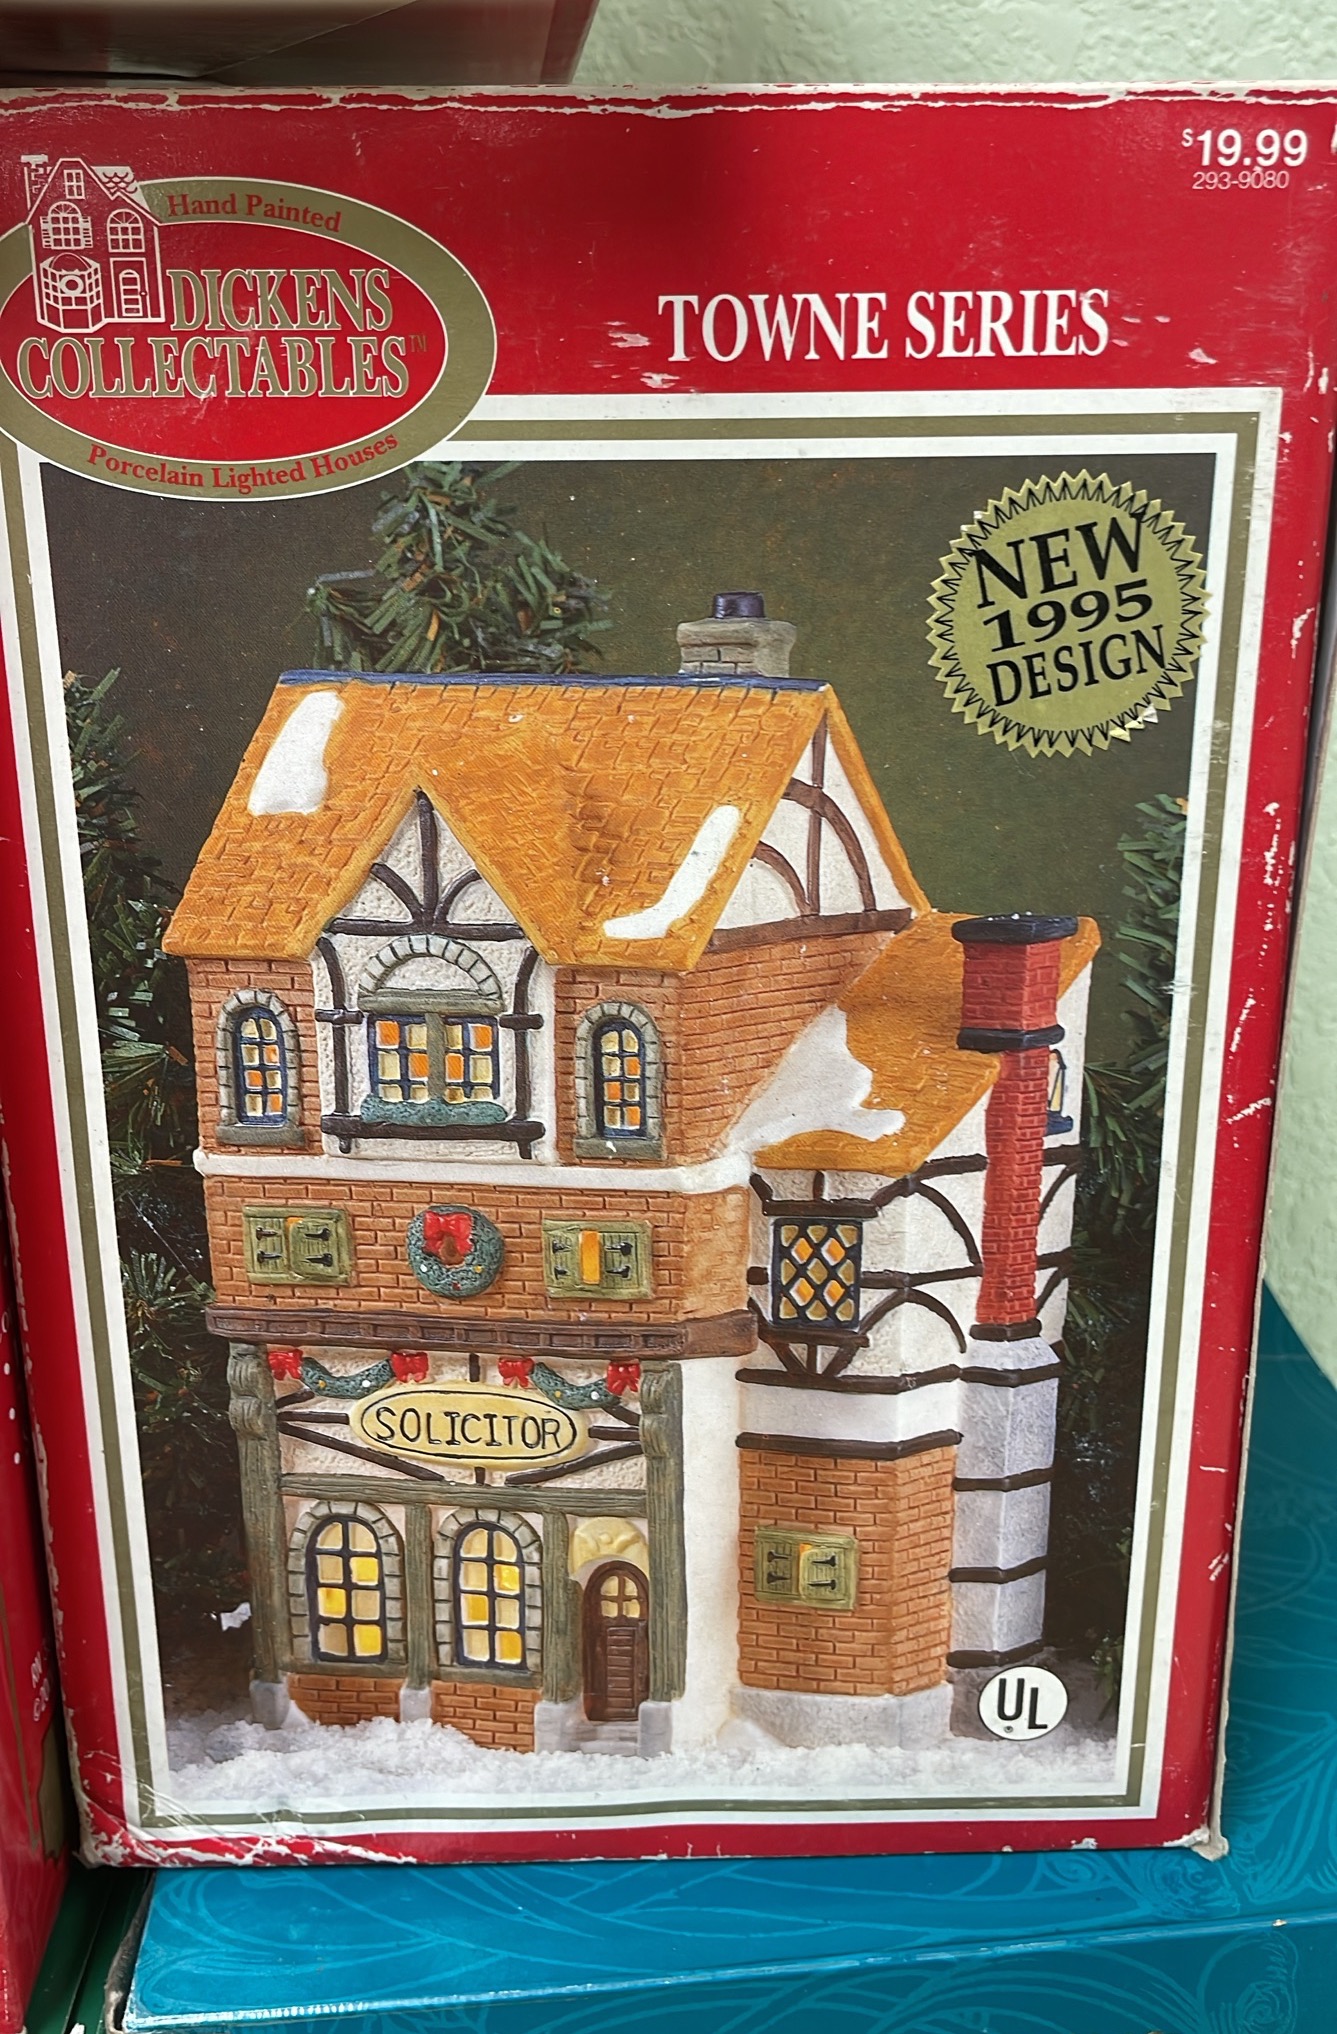 $19.99
293-9080
Hand Painted
DICKENS
COLLECTABLES™
Porcelain Lighted Houses
TOWNE SERIES
NEW
1995
DESIGN
SOLICITOR
UL